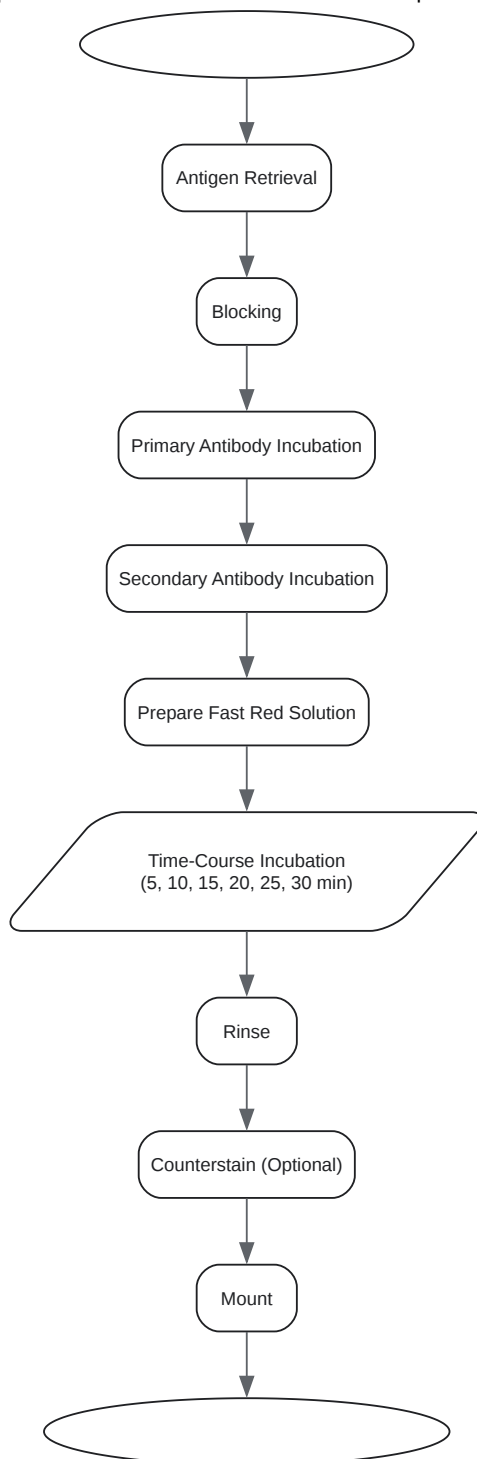 Antigen Retrieval
Blocking
Primary Antibody Incubation
Secondary Antibody Incubation
Prepare Fast Red Solution
Time-Course Incubation
(5, 10, 15, 20, 25, 30 min)
Rinse
Counterstain (Optional)
Mount